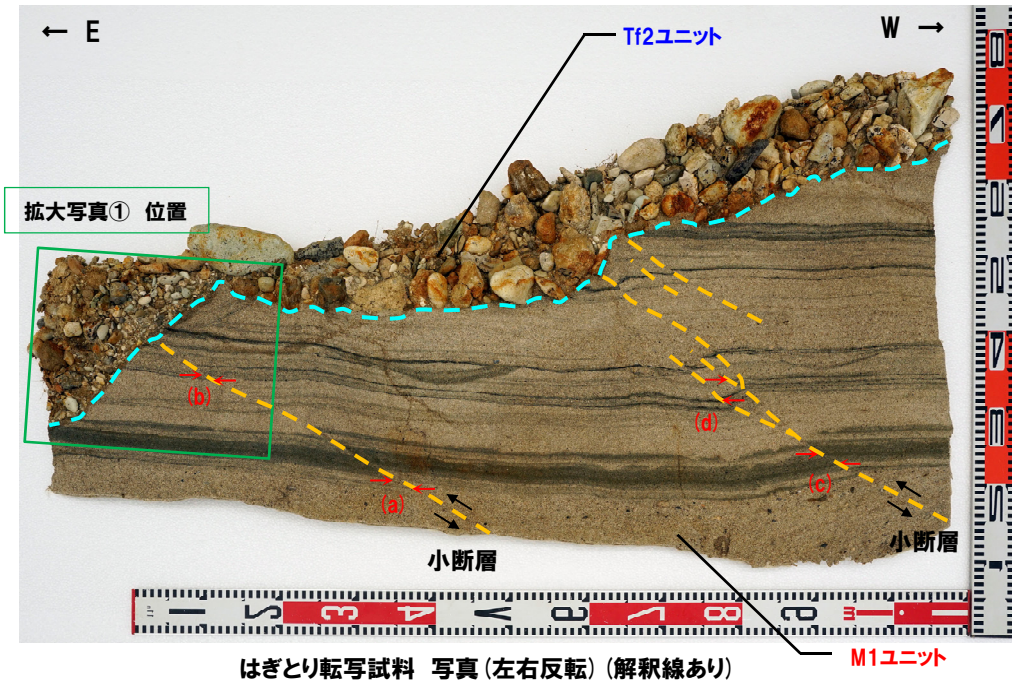 ← E
W →
Tf2ユニット
拡大写真① 位置
(b)
(d)
(a)
(c)
小断層
小断層
M1ユニット
はぎとり転写試料 写真(左右反転)(解釈線あり)